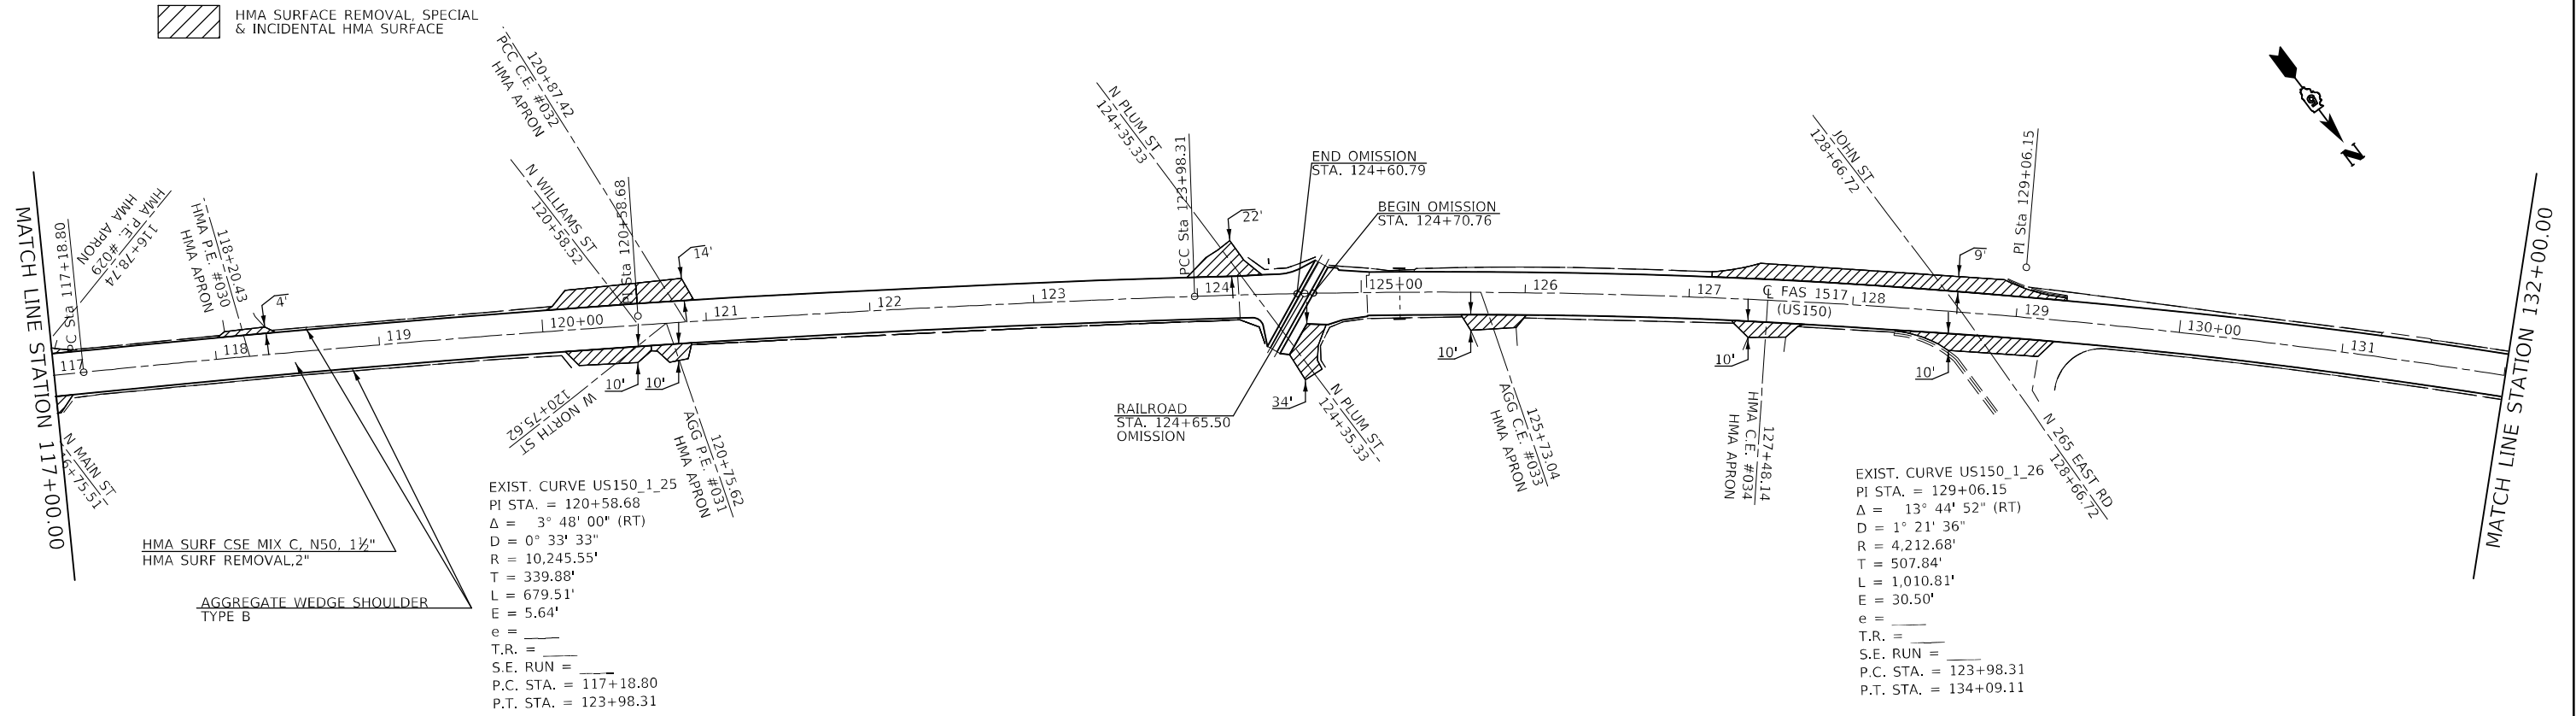 HMA SURFACE REMOVAL, SPECIAL
& INCIDENTAL HMA SURFACE
MATCH LINE STATION 117+00.00
PC Sta 117+18.80
116+78.74
HMA P.E. #029
HMA APRON
118+20.43
HMA P.E. #030
HMA APRON
4'
N WILLIAMS ST
120+58.52
120+87.42
PCC C.E. #032
HMA APRON
PI Sta 120+58.68
14'
N PLUM ST
124+35.33
PCC Sta 123+98.31
22'
END OMISSION
STA. 124+60.79
BEGIN OMISSION
STA. 124+70.76
JOHN ST
128+66.72
9'
PI Sta 129+06.15
N
MATCH LINE STATION 132+00.00
117
118
119
120+00
121
122
123
124
125+00
126
127
℄ FAS 1517
(US150)
128
129
130+00
131
N MAIN ST
W NORTH ST
120+75.62
10'
10'
120+75.62
AGG P.E. #031
HMA APRON
RAILROAD
STA. 124+65.50
OMISSION
34'
N PLUM ST
124+35.33
10'
125+73.04
AGG C.E. #033
HMA APRON
10'
127+48.14
HMA C.E. #034
HMA APRON
10'
N 265 EAST RD
128+66.72
HMA SURF CSE MIX C, N50, 1½"
HMA SURF REMOVAL,2"
AGGREGATE WEDGE SHOULDER
TYPE B
EXIST. CURVE US150_1_25
PI STA. = 120+58.68
Δ = 3° 48' 00" (RT)
D = 0° 33' 33"
R = 10,245.55'
T = 339.88'
L = 679.51'
E = 5.64'
e = ____
T.R. = ____
S.E. RUN = ____
P.C. STA. = 117+18.80
P.T. STA. = 123+98.31
EXIST. CURVE US150_1_26
PI STA. = 129+06.15
Δ = 13° 44' 52" (RT)
D = 1° 21' 36"
R = 4,212.68'
T = 507.84'
L = 1,010.81'
E = 30.50'
e = ____
T.R. = ____
S.E. RUN = ____
P.C. STA. = 123+98.31
P.T. STA. = 134+09.11